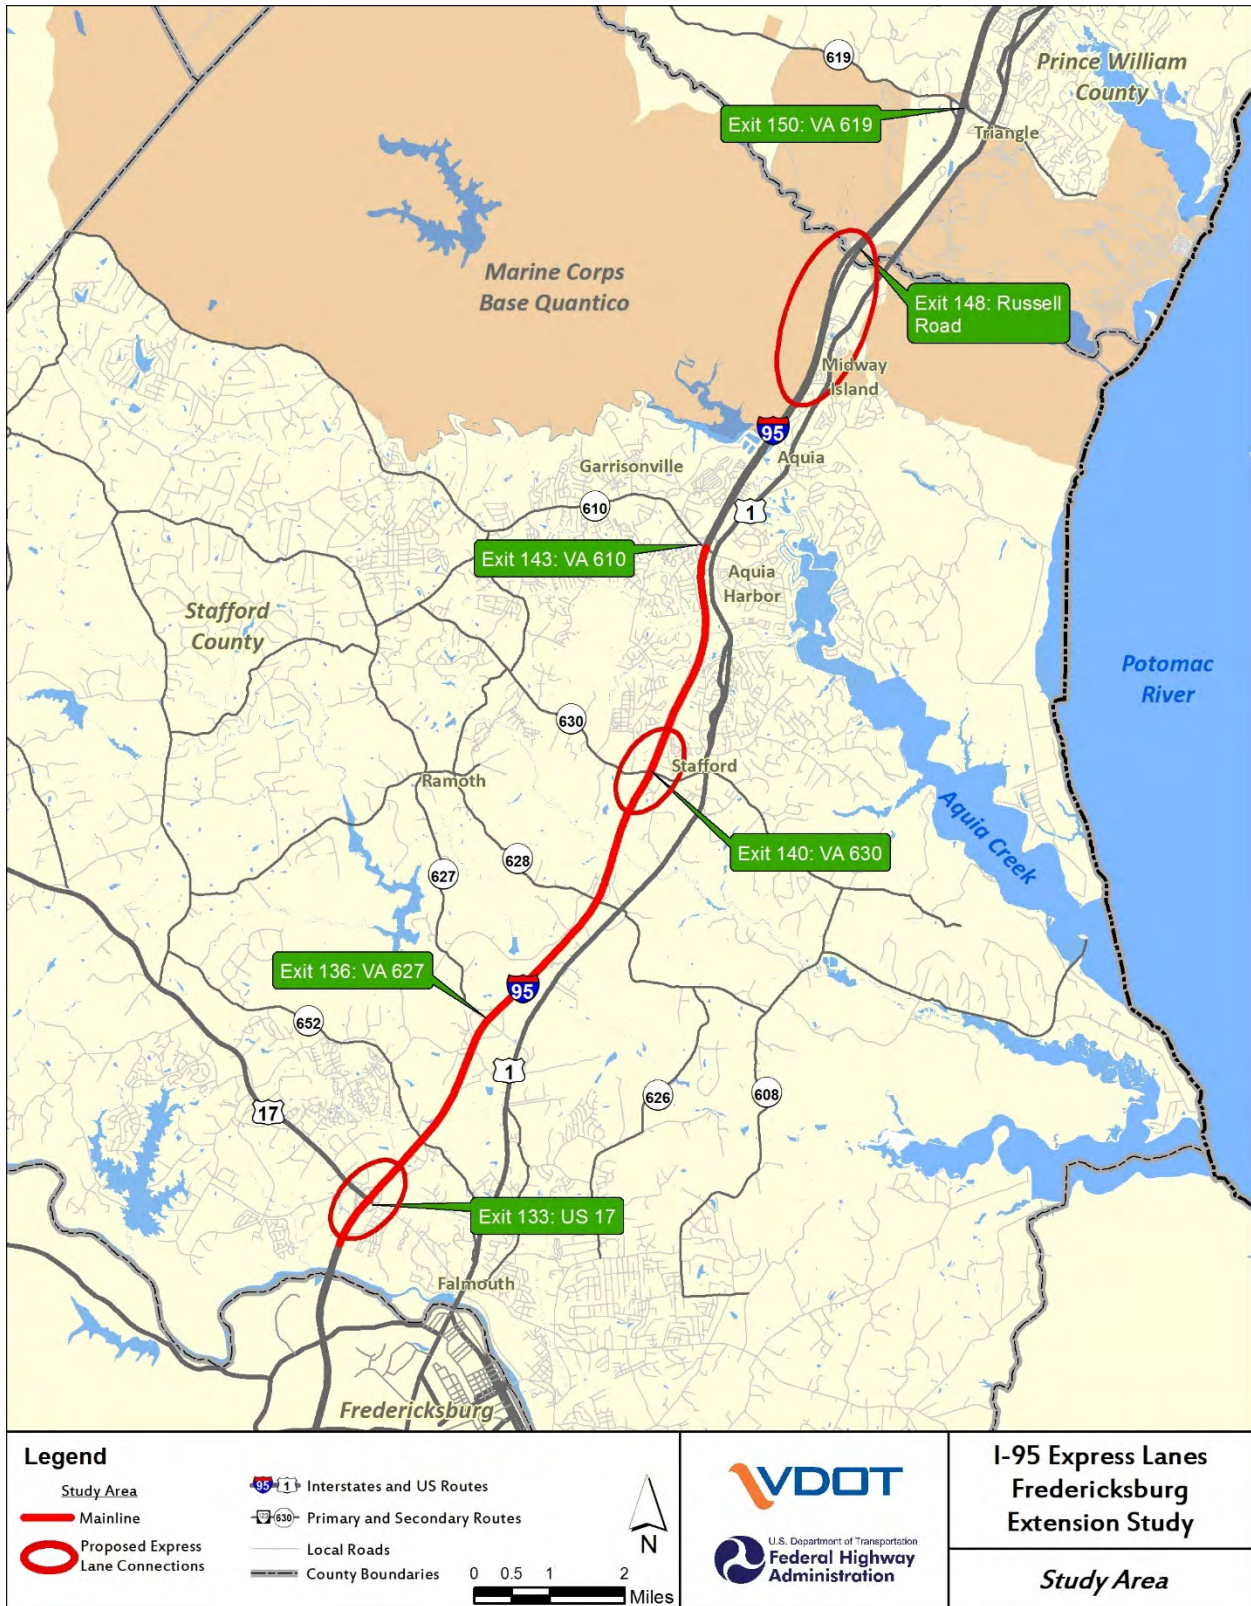 619
Prince William
County
Exit 150: VA 619
Triangle
Marine Corps
Base Quantico
Exit 148: Russell
Road
Midway
Island
95
Aquia
Garrisonville
610
1
Exit 143: VA 610
Aquia
Harbor
Stafford
County
Potomac
River
630
Stafford
Ramoth
Aquia Creek
Exit 140: VA 630
628
627
Exit 136: VA 627
95
652
1
626
608
17
Exit 133: US 17
Falmouth
Fredericksburg
Legend
Study Area
Mainline
Proposed Express
Lane Connections
95 1 Interstates and US Routes
123 630 Primary and Secondary Routes
Local Roads
County Boundaries
N
0 0.5 1 2
Miles
VDOT
U.S. Department of Transportation
Federal Highway
Administration
I-95 Express Lanes
Fredericksburg
Extension Study
Study Area